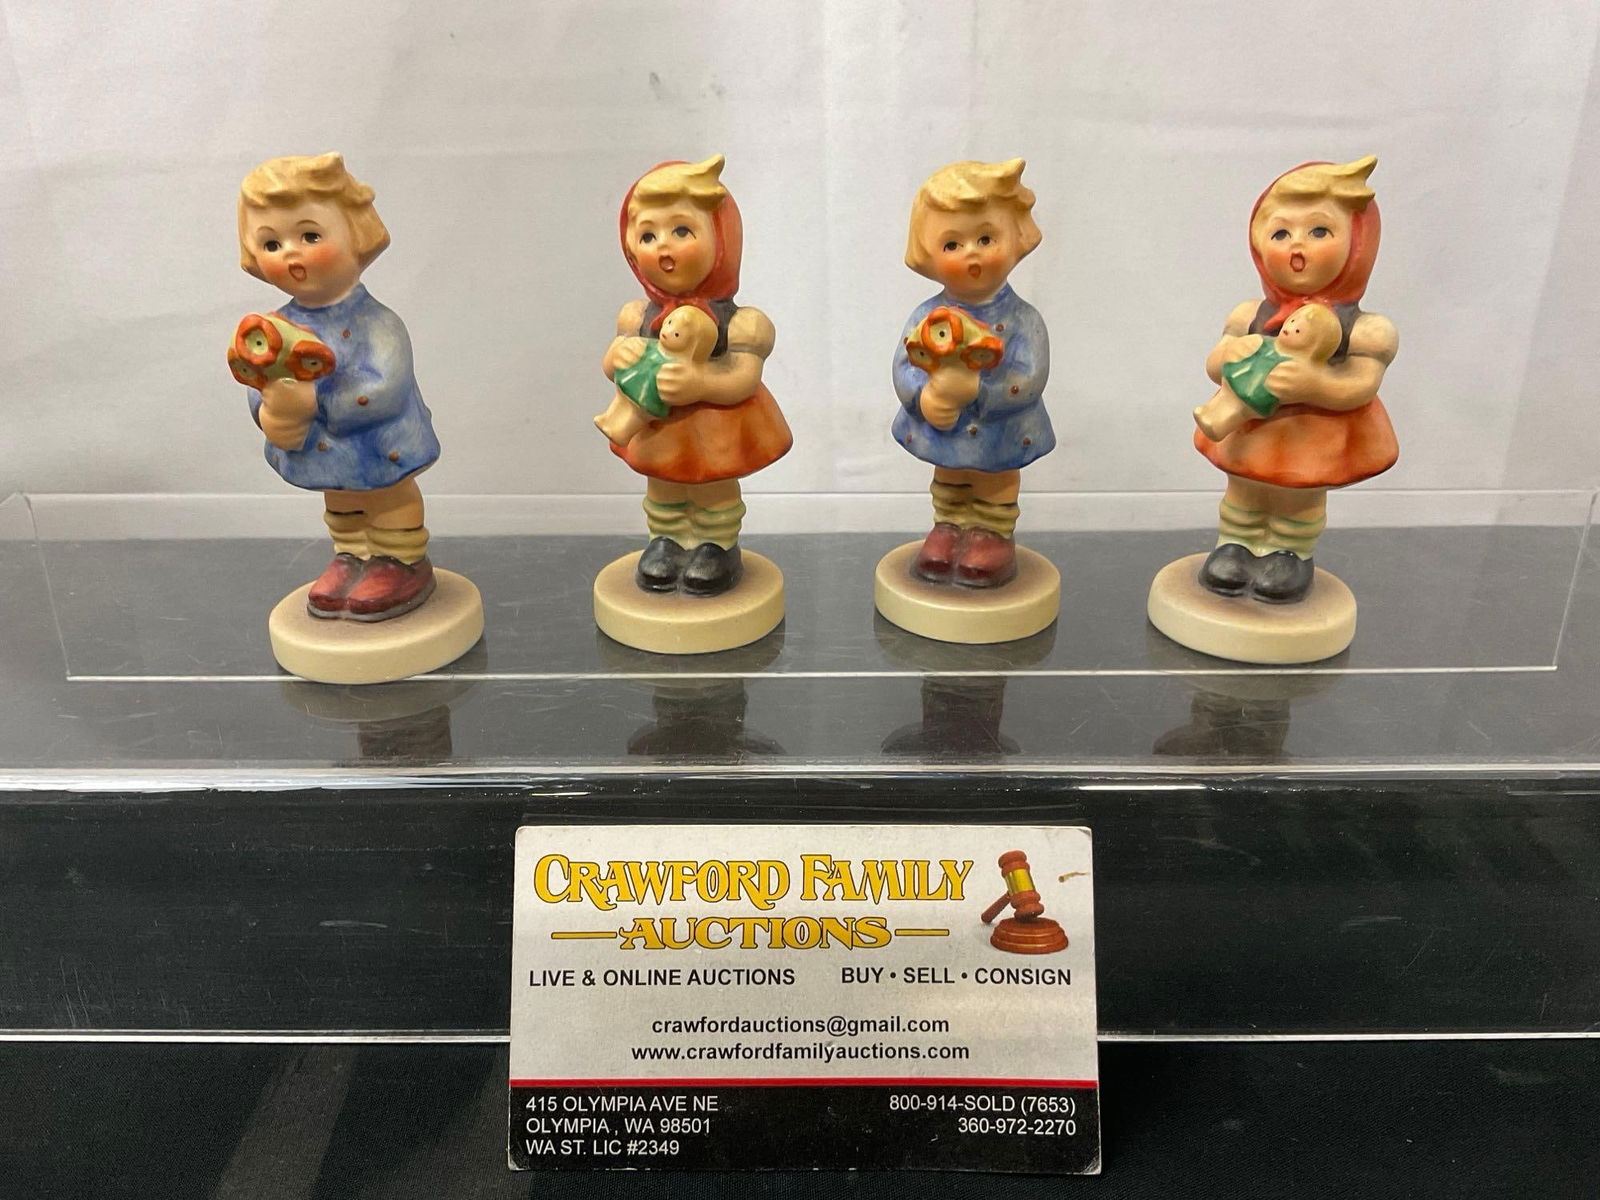 CRAWFORD FAMILY
AUCTIONS
LIVE & ONLINE AUCTIONS BUY • SELL • CONSIGN
crawfordauctions@gmail.com
www.crawfordfamilyauctions.com
415 OLYMPIA AVE NE 800-914-SOLD (7653)
OLYMPIA , WA 98501 360-972-2270
WA ST. LIC #2349